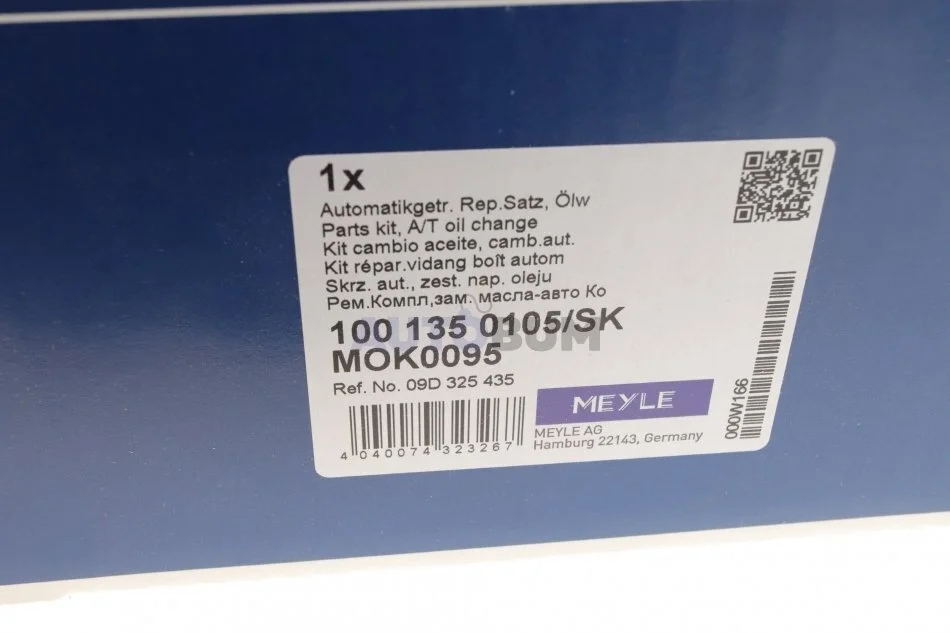 1x
Automatikgetr. Rep.Satz, Ölw
Parts kit, A/T oil change
Kit cambio aceite, camb.aut.
Kit répar.vidang boît autom
Skrz. aut., zest. nap. oleju
Рем.Компл,зам. масла-авто Ко
100 135 0105/SK
MOK0095
Ref. No. 09D 325 435
4 040074 323267
MEYLE
MEYLE AG
Hamburg 22143, Germany
000W166
AUTOBUM